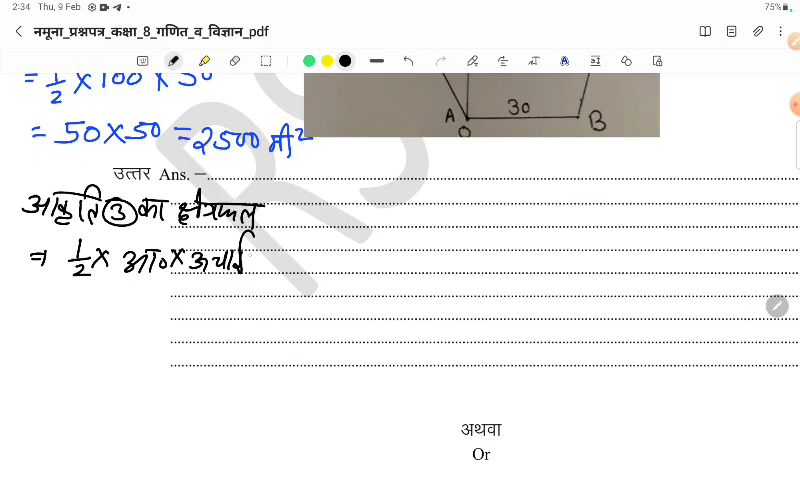 2:34 Thu, 9 Feb 75%
नमूना_प्रश्नपत्र_कक्षा_8_गणित_व_विज्ञान_pdf
= 1/2 × 100 × 50
= 50 × 50 = 2500 मी²
A 30 B
O
उत्तर Ans. –
आकृति ③ का क्षेत्रफल
⇒ 1/2 × आ० × ऊंचाई
अथवा
Or